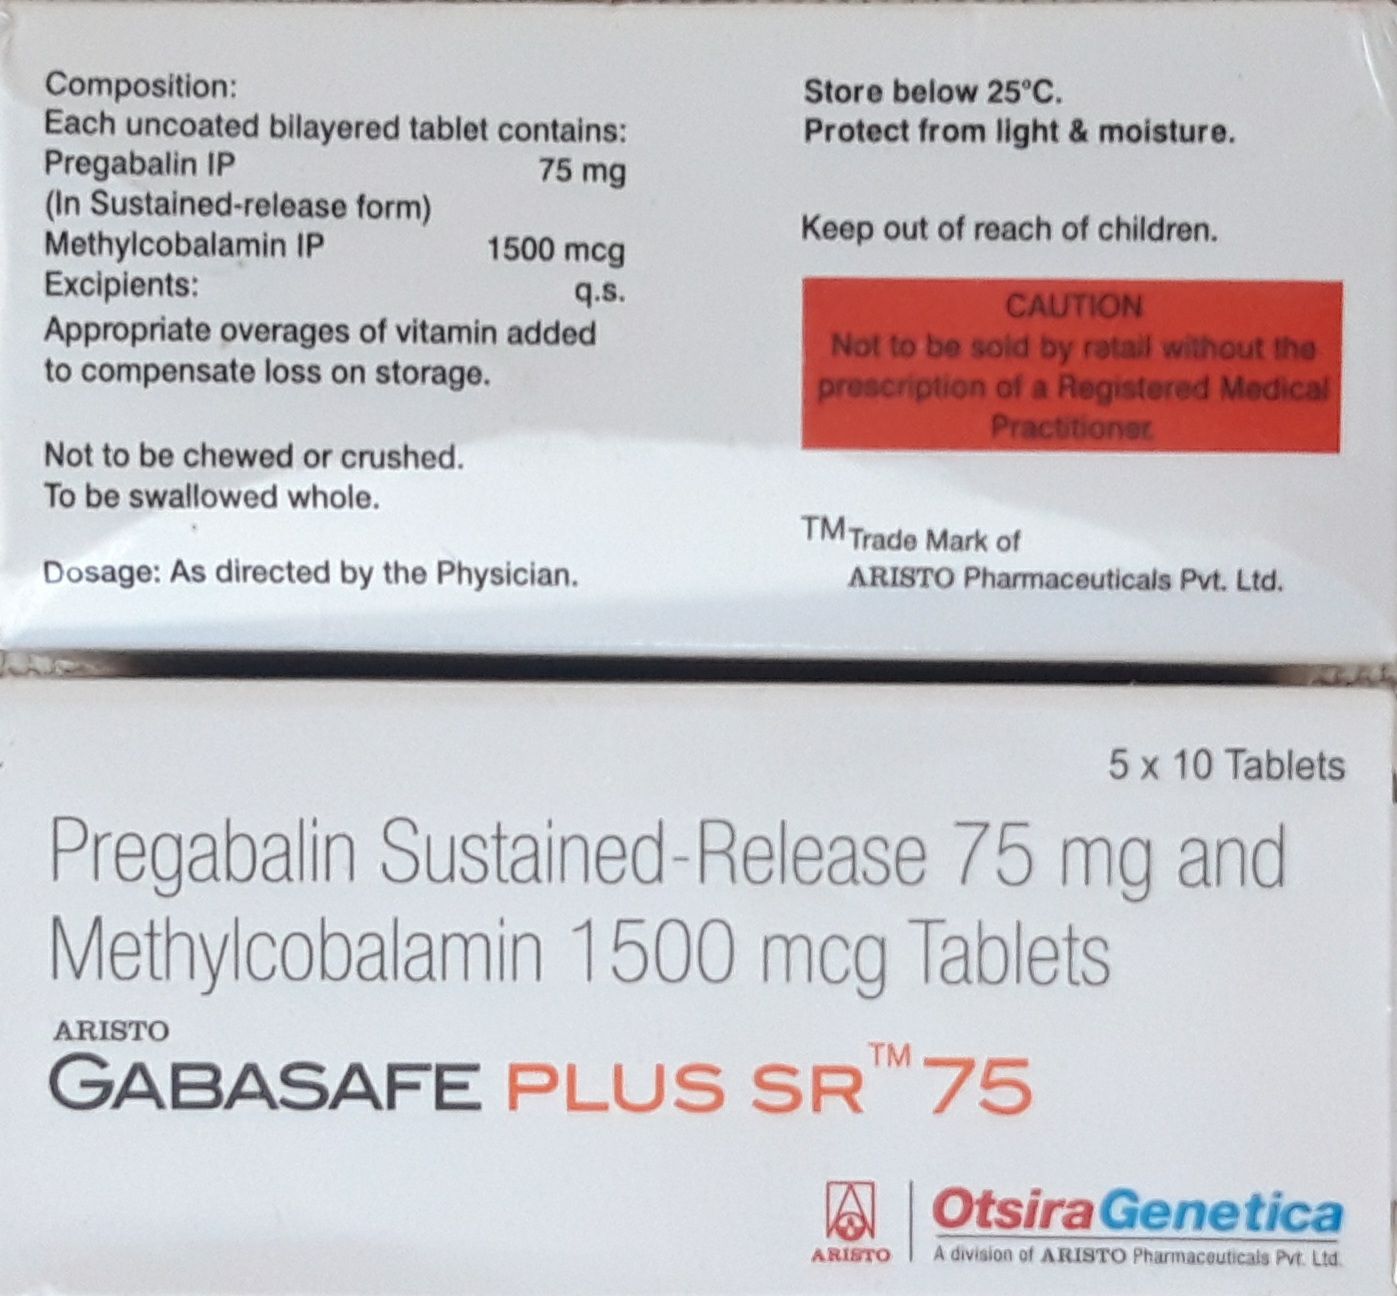 Composition:
Each uncoated bilayered tablet contains:
Pregabalin IP 75 mg
(In Sustained-release form)
Methylcobalamin IP 1500 mcg
Excipients: q.s.
Appropriate overages of vitamin added
to compensate loss on storage.
Not to be chewed or crushed.
To be swallowed whole.
Dosage: As directed by the Physician.
Store below 25°C.
Protect from light & moisture.
Keep out of reach of children.
CAUTION
Not to be sold by retail without the
prescription of a Registered Medical
Practitioner.
TM Trade Mark of
ARISTO Pharmaceuticals Pvt. Ltd.
5 x 10 Tablets
Pregabalin Sustained-Release 75 mg and
Methylcobalamin 1500 mcg Tablets
ARISTO
GABASAFE PLUS SR™ 75
ARISTO
OtsiraGenetica
A division of ARISTO Pharmaceuticals Pvt. Ltd.